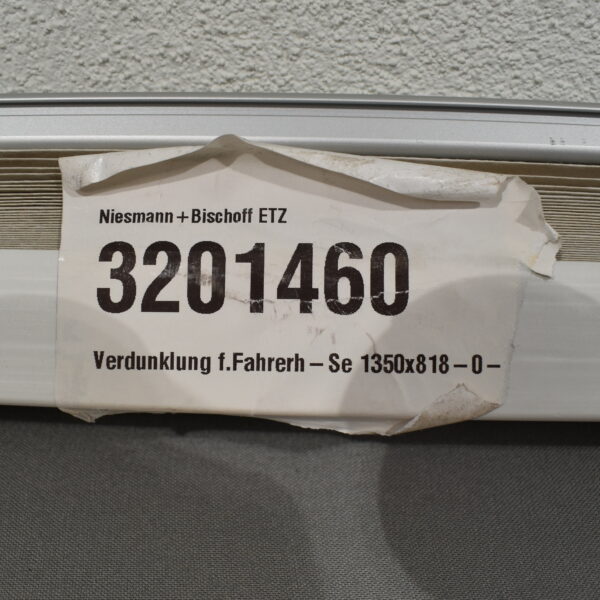 Niesmann+Bischoff ETZ
3201460
Verdunklung f.Fahrerh – Se 1350x818 – 0 –